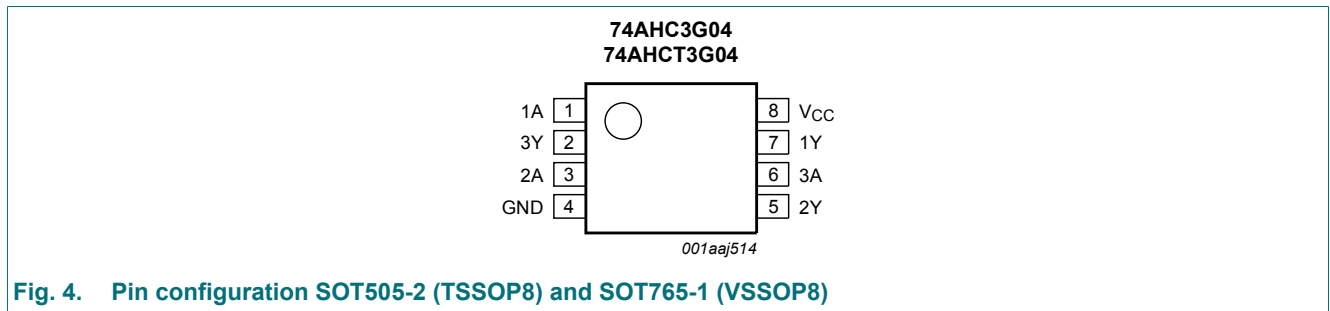 74AHC3G04
74AHCT3G04
1A 1 8 VCC
3Y 2 7 1Y
2A 3 6 3A
GND 4 5 2Y
001aaj514
Fig. 4. Pin configuration SOT505-2 (TSSOP8) and SOT765-1 (VSSOP8)